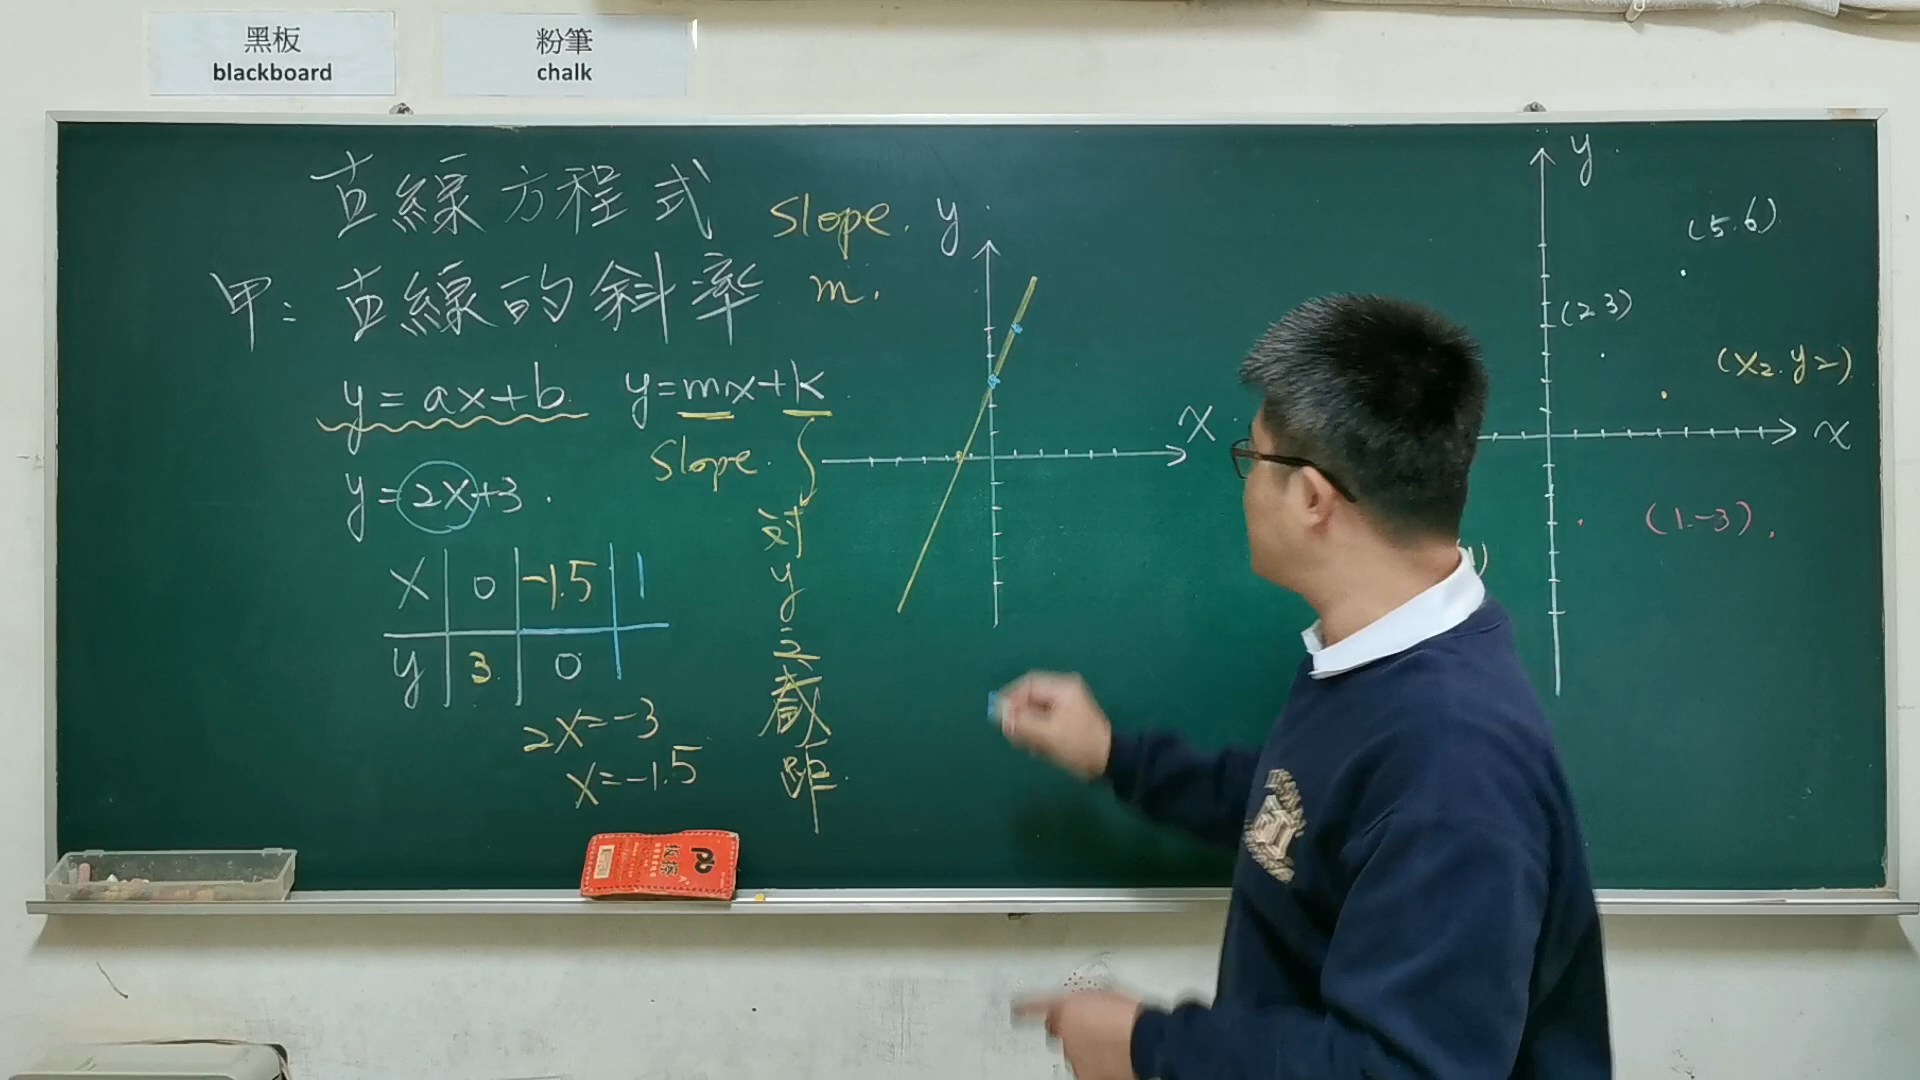 黑板
blackboard
粉筆
chalk
直線方程式
甲：直線的斜率
slope.
m.
y=ax+b
y=mx+k
slope.
對y之截距.
y=2x+3.
x 0 -1.5 1
y 3 0
2x=-3
x=-1.5
y
x
y
(5.6)
(2.3)
(x2.y=)
x
(1.-3).